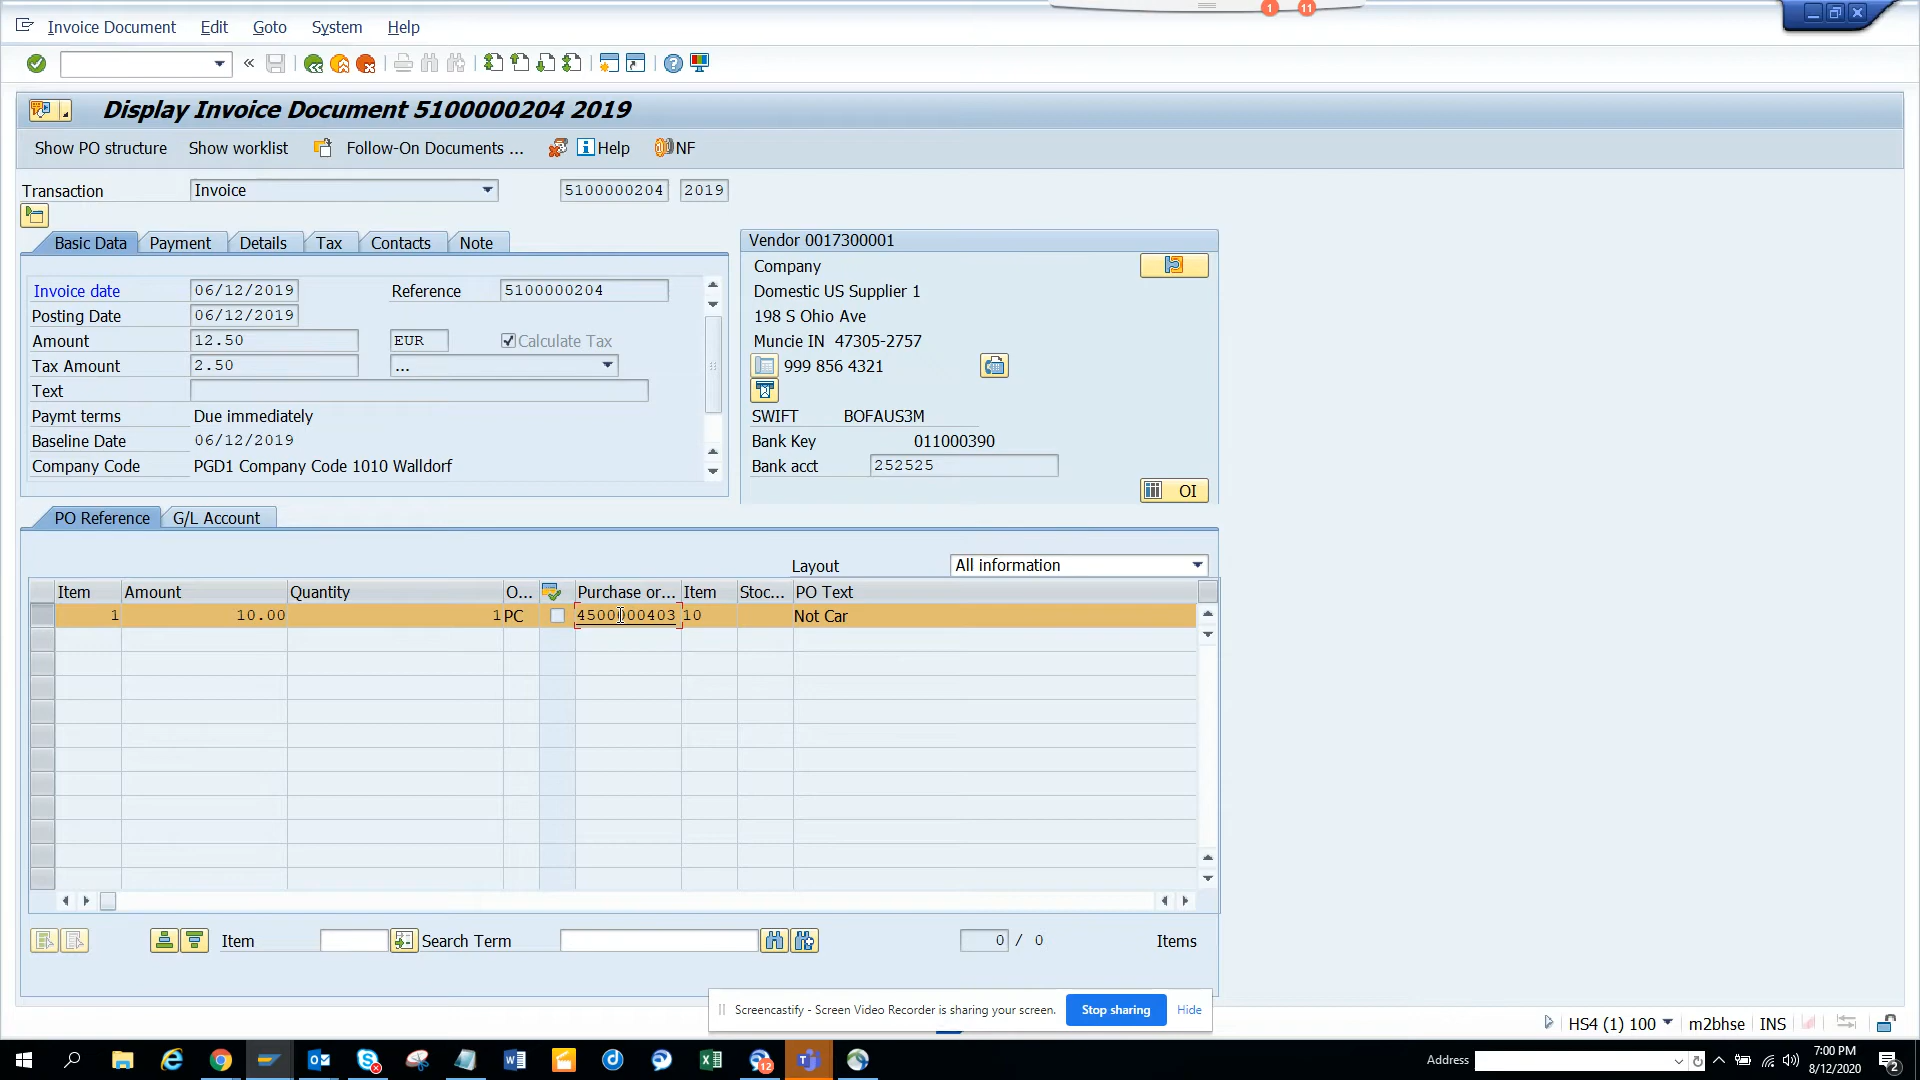 1 11
Invoice Document Edit Goto System Help
Display Invoice Document 5100000204 2019
Show PO structure Show worklist Follow-On Documents ... Help NF
Transaction Invoice 5100000204 2019
Basic Data Payment Details Tax Contacts Note
Invoice date 06/12/2019 Reference 5100000204
Posting Date 06/12/2019
Amount 12.50 EUR Calculate Tax
Tax Amount 2.50 ...
Text
Paymt terms Due immediately
Baseline Date 06/12/2019
Company Code PGD1 Company Code 1010 Walldorf
Vendor 0017300001
Company
Domestic US Supplier 1
198 S Ohio Ave
Muncie IN 47305-2757
999 856 4321
SWIFT BOFAUS3M
Bank Key 011000390
Bank acct 252525
OI
PO Reference G/L Account
Layout All information
Item Amount Quantity O... Purchase or... Item Stoc... PO Text
1 10.00 1 PC 4500000403 10 Not Car
Item Search Term 0 / 0 Items
Screencastify - Screen Video Recorder is sharing your screen. Stop sharing Hide
HS4 (1) 100 m2bhse INS
12 Address 7:00 PM
8/12/2020 2